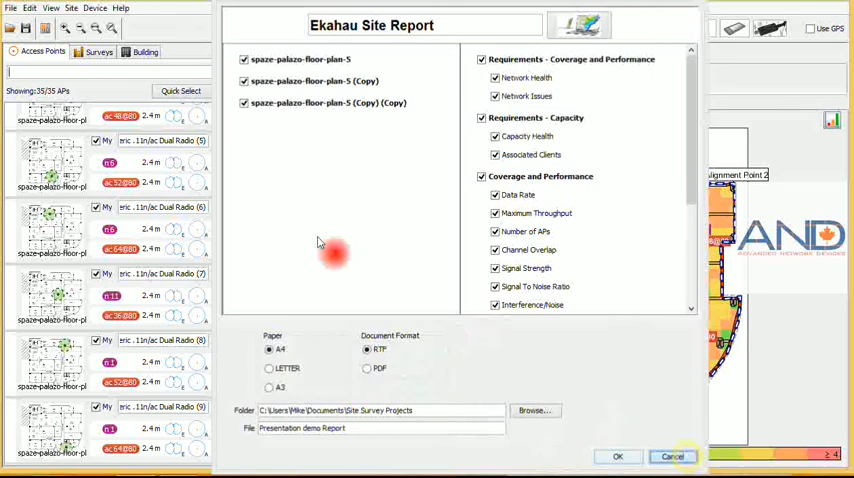 File Edit View Site Device Help
Use GPS
Access Points Surveys Building
Showing:35/35 APs Quick Select
ac 48@80 2.4 m
spaze-palazo-floor-pl
My eric .11n/ac Dual Radio (5)
n 6 2.4 m
ac 52@80 2.4 m
spaze-palazo-floor-pl
My eric .11n/ac Dual Radio (6)
n 6 2.4 m
ac 64@80 2.4 m
spaze-palazo-floor-pl
My eric .11n/ac Dual Radio (7)
n 11 2.4 m
ac 36@80 2.4 m
spaze-palazo-floor-pl
My eric .11n/ac Dual Radio (8)
n 1 2.4 m
ac 52@80 2.4 m
spaze-palazo-floor-pl
My eric .11n/ac Dual Radio (9)
n 1 2.4 m
ac 64@80 2.4 m
spaze-palazo-floor-pl
Ekahau Site Report
spaze-palazo-floor-plan-5
spaze-palazo-floor-plan-5 (Copy)
spaze-palazo-floor-plan-5 (Copy) (Copy)
Requirements - Coverage and Performance
Network Health
Network Issues
Requirements - Capacity
Capacity Health
Associated Clients
Coverage and Performance
Data Rate
Maximum Throughput
Number of APs
Channel Overlap
Signal Strength
Signal To Noise Ratio
Interference/Noise
Paper
A4
LETTER
A3
Document Format
RTF
PDF
Folder C:\Users\Mike\Documents\Site Survey Projects Browse...
File Presentation demo Report
OK Cancel
lignment Point 2
AND
ADVANCED NETWORK DEVICES
≥ 4